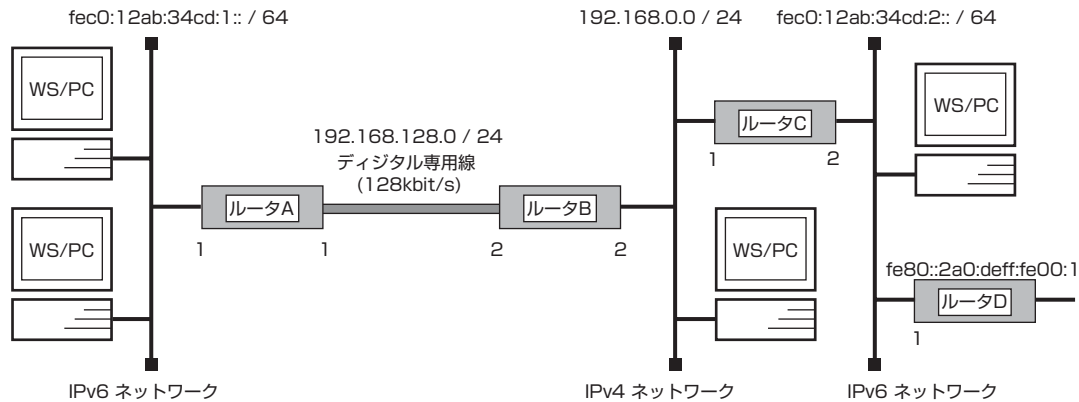 fec0:12ab:34cd:1:: / 64
192.168.0.0 / 24
fec0:12ab:34cd:2:: / 64
WS/PC
WS/PC
ルータC
1
2
192.168.128.0 / 24
ディジタル専用線
(128kbit/s)
ルータA
1
1
ルータB
2
2
WS/PC
WS/PC
fe80::2a0:deff:fe00:1
ルータD
1
IPv6 ネットワーク
IPv4 ネットワーク
IPv6 ネットワーク